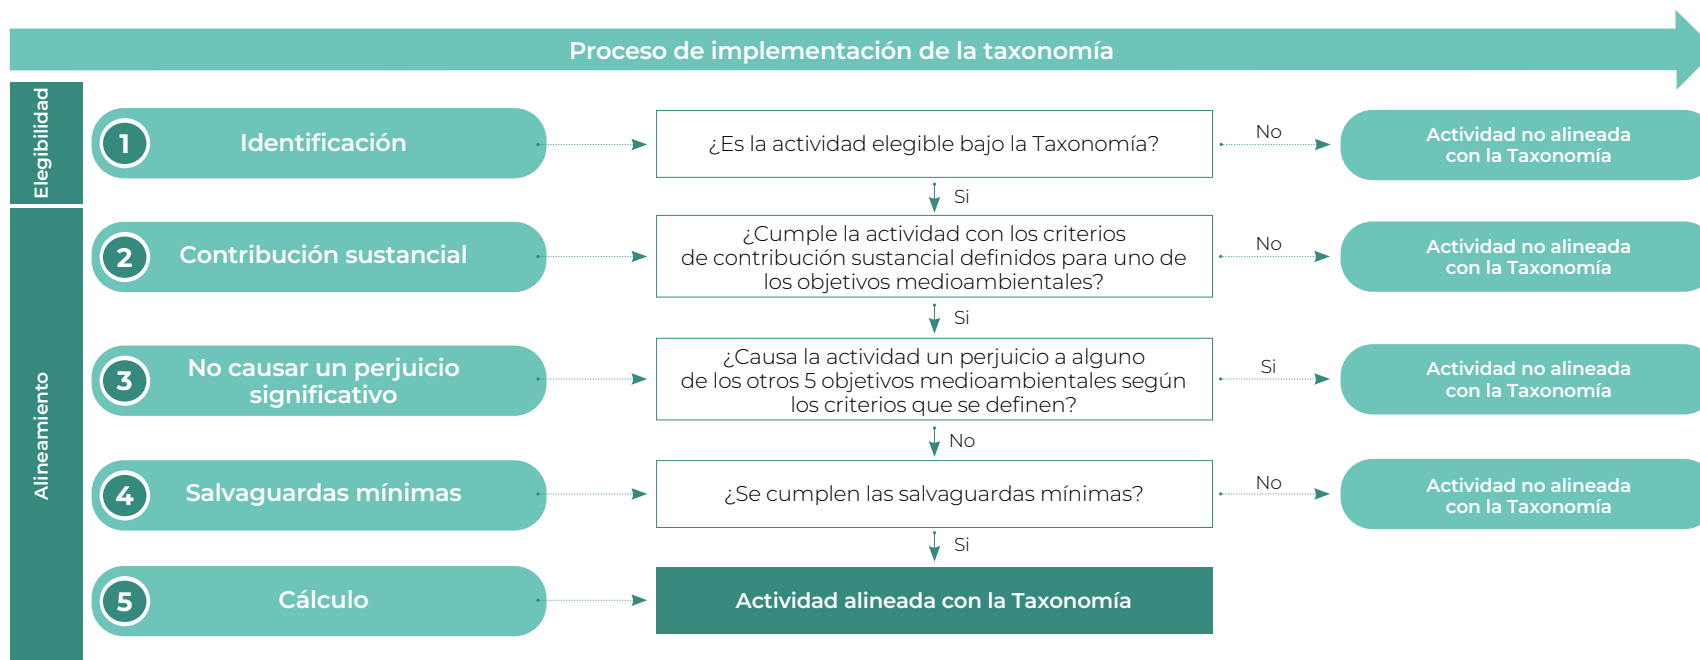 Proceso de implementación de la taxonomía
Elegibilidad
1
Identificación
¿Es la actividad elegible bajo la Taxonomía?
No
Actividad no alineada
con la Taxonomía
Si
Alineamiento
2
Contribución sustancial
¿Cumple la actividad con los criterios
de contribución sustancial definidos para uno de
los objetivos medioambientales?
No
Actividad no alineada
con la Taxonomía
Si
3
No causar un perjuicio
significativo
¿Causa la actividad un perjuicio a alguno
de los otros 5 objetivos medioambientales según
los criterios que se definen?
Si
Actividad no alineada
con la Taxonomía
No
4
Salvaguardas mínimas
¿Se cumplen las salvaguardas mínimas?
No
Actividad no alineada
con la Taxonomía
Si
5
Cálculo
Actividad alineada con la Taxonomía